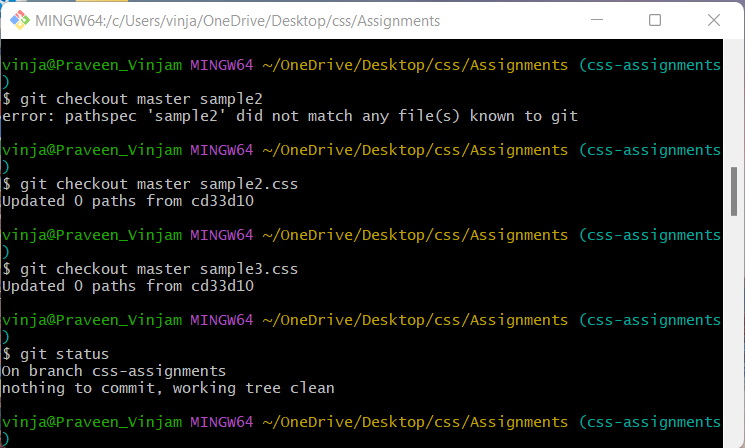 MINGW64:/c/Users/vinja/OneDrive/Desktop/css/Assignments
vinja@Praveen_Vinjam MINGW64 ~/OneDrive/Desktop/css/Assignments (css-assignments
)
$ git checkout master sample2
error: pathspec 'sample2' did not match any file(s) known to git
vinja@Praveen_Vinjam MINGW64 ~/OneDrive/Desktop/css/Assignments (css-assignments
)
$ git checkout master sample2.css
Updated 0 paths from cd33d10
vinja@Praveen_Vinjam MINGW64 ~/OneDrive/Desktop/css/Assignments (css-assignments
)
$ git checkout master sample3.css
Updated 0 paths from cd33d10
vinja@Praveen_Vinjam MINGW64 ~/OneDrive/Desktop/css/Assignments (css-assignments
)
$ git status
On branch css-assignments
nothing to commit, working tree clean
vinja@Praveen_Vinjam MINGW64 ~/OneDrive/Desktop/css/Assignments (css-assignments
)